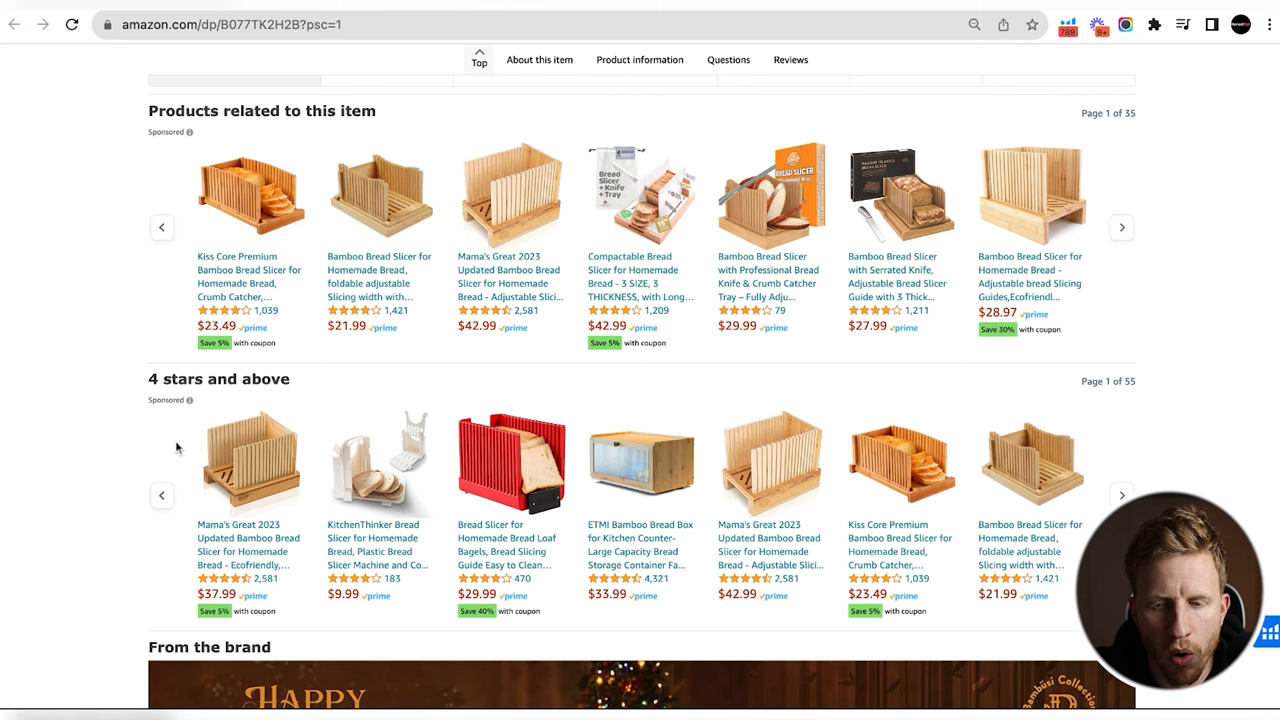 amazon.com/dp/B077TK2H2B?psc=1
789
9+
Top
About this item
Product information
Questions
Reviews
Products related to this item
Page 1 of 35
Sponsored
Bread
Slicer
+ Knife
+ Tray
BREAD SLICER
Kiss Core Premium
Bamboo Bread Slicer for
Homemade Bread,
Crumb Catcher,...
1,039
$23.49 prime
Save 5% with coupon
Bamboo Bread Slicer for
Homemade Bread,
foldable adjustable
Slicing width with...
1,421
$21.99 prime
Mama's Great 2023
Updated Bamboo Bread
Slicer for Homemade
Bread - Adjustable Slici...
2,581
$42.99 prime
Compactable Bread
Slicer for Homemade
Bread - 3 SIZE, 3
THICKNESS, with Long...
1,209
$42.99 prime
Save 5% with coupon
Bamboo Bread Slicer
with Professional Bread
Knife & Crumb Catcher
Tray – Fully Adju...
79
$29.99 prime
Bamboo Bread Slicer
with Serrated Knife,
Adjustable Bread Slicer
Guide with 3 Thick...
1,211
$27.99 prime
Bamboo Bread Slicer for
Homemade Bread -
Adjustable bread Slicing
Guides,Ecofriendl...
$28.97 prime
Save 30% with coupon
4 stars and above
Page 1 of 55
Sponsored
Mama's Great 2023
Updated Bamboo Bread
Slicer for Homemade
Bread - Ecofriendly,...
2,581
$37.99 prime
Save 5% with coupon
KitchenThinker Bread
Slicer for Homemade
Bread, Plastic Bread
Slicer Machine and Co...
183
$9.99 prime
Bread Slicer for
Homemade Bread Loaf
Bagels, Bread Slicing
Guide Easy to Clean...
470
$29.99 prime
Save 40% with coupon
ETMI Bamboo Bread Box
for Kitchen Counter-
Large Capacity Bread
Storage Container Fa...
4,321
$33.99 prime
Mama's Great 2023
Updated Bamboo Bread
Slicer for Homemade
Bread - Adjustable Slici...
2,581
$42.99 prime
Kiss Core Premium
Bamboo Bread Slicer for
Homemade Bread,
Crumb Catcher,...
1,039
$23.49 prime
Save 5% with coupon
Bamboo Bread Slicer for
Homemade Bread,
foldable adjustable
Slicing width with...
1,421
$21.99 prime
From the brand
HAPPY
Bambüsi Collection